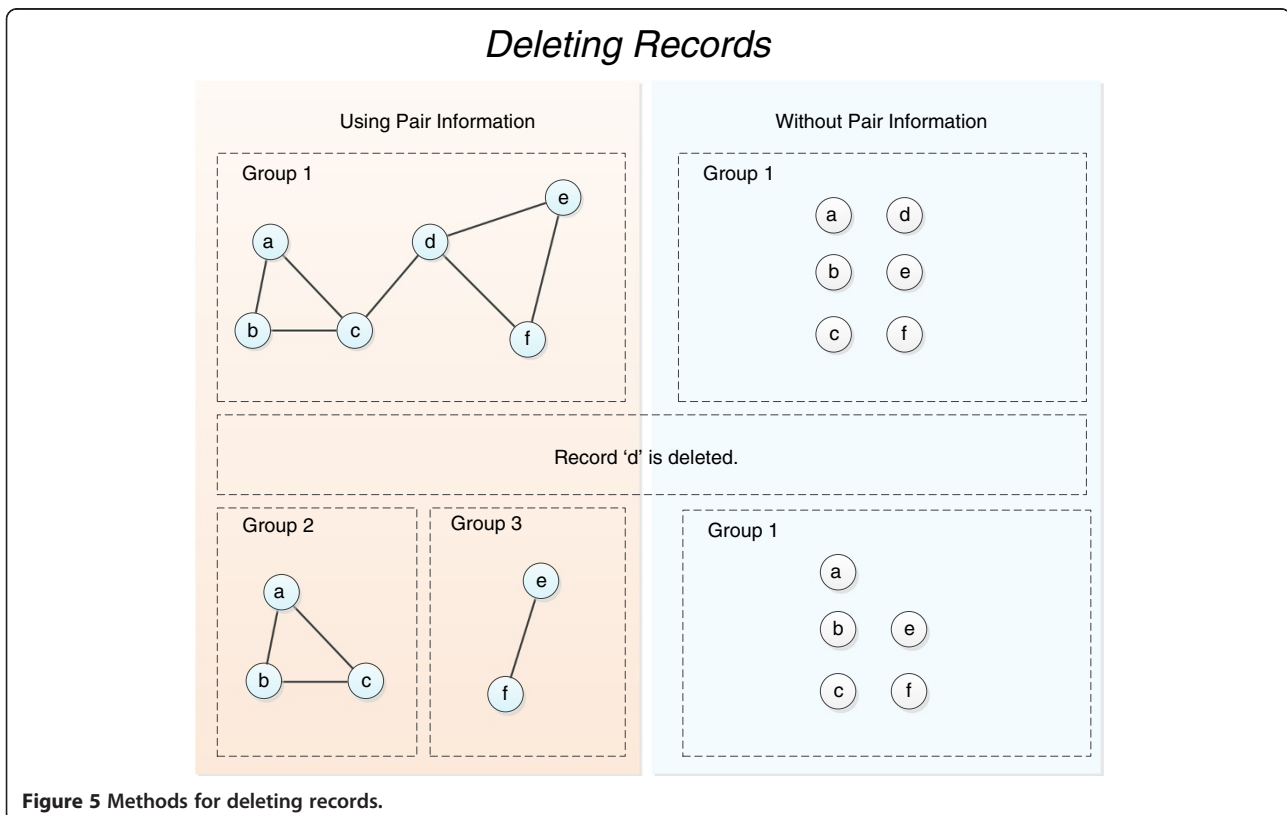 Deleting Records
Using Pair Information
Group 1
a
b
c
d
e
f
Without Pair Information
Group 1
a d
b e
c f
Record ‘d’ is deleted.
Group 2
a
b
c
Group 3
e
f
Group 1
a
b e
c f
Figure 5 Methods for deleting records.